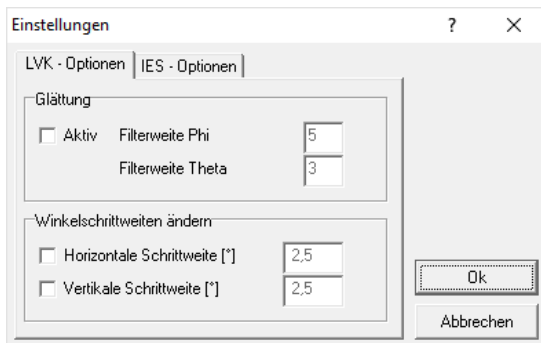 Einstellungen ? ✕
LVK - Optionen IES - Optionen
Glättung
Aktiv Filterweite Phi 5
Filterweite Theta 3
Winkelschrittweiten ändern
Horizontale Schrittweite [°] 2,5
Vertikale Schrittweite [°] 2,5
Ok
Abbrechen